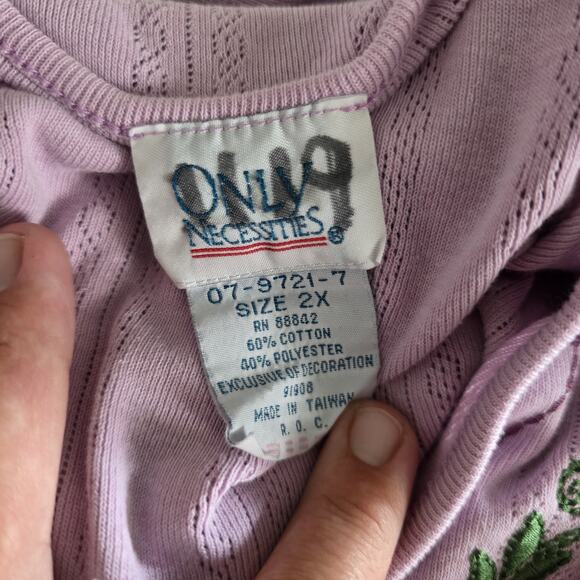 ONLY
NECESSITIES®
07-9721-7
SIZE 2X
RN 88842
60% COTTON
40% POLYESTER
EXCLUSIVE OF DECORATION
9/908
MADE IN TAIWAN
R. O. C.